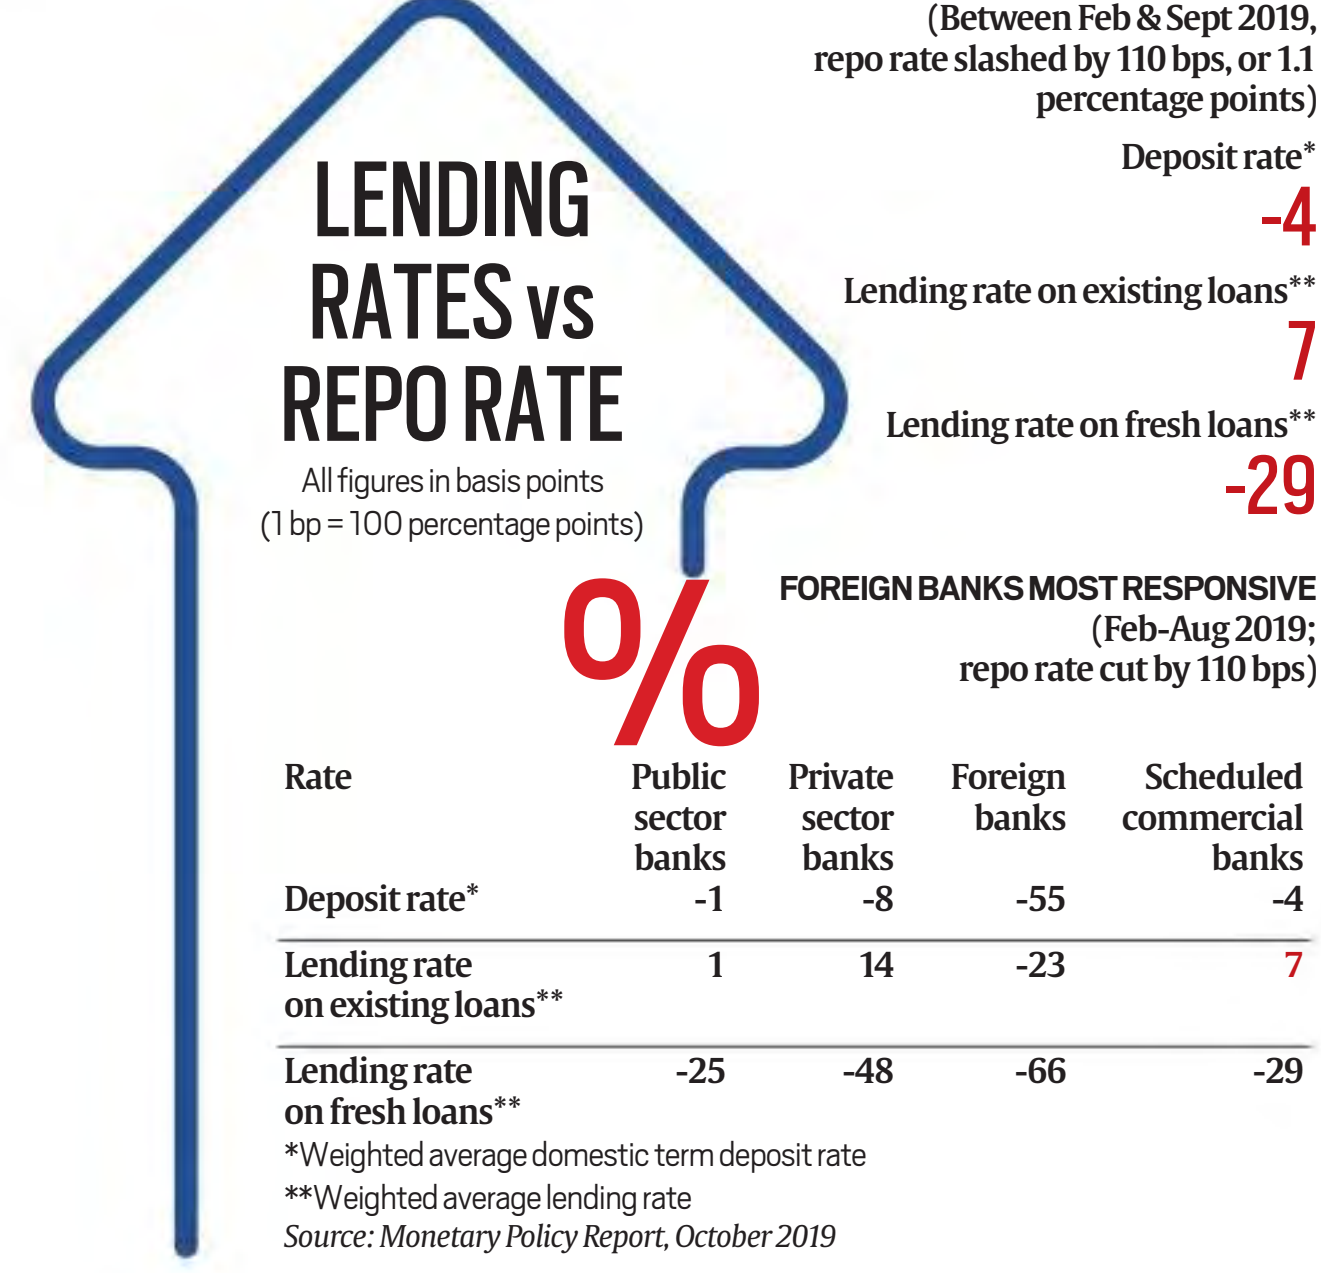 LENDING
RATES vs
REPO RATE
All figures in basis points
(1 bp = 100 percentage points)
(Between Feb & Sept 2019,
repo rate slashed by 110 bps, or 1.1
percentage points)
Deposit rate*
-4
Lending rate on existing loans**
7
Lending rate on fresh loans**
-29
%
FOREIGN BANKS MOST RESPONSIVE
(Feb-Aug 2019;
repo rate cut by 110 bps)
Rate Public Private Foreign Scheduled
sector sector banks commercial
banks banks banks
Deposit rate* -1 -8 -55 -4
Lending rate 1 14 -23 7
on existing loans**
Lending rate -25 -48 -66 -29
on fresh loans**
*Weighted average domestic term deposit rate
**Weighted average lending rate
Source: Monetary Policy Report, October 2019